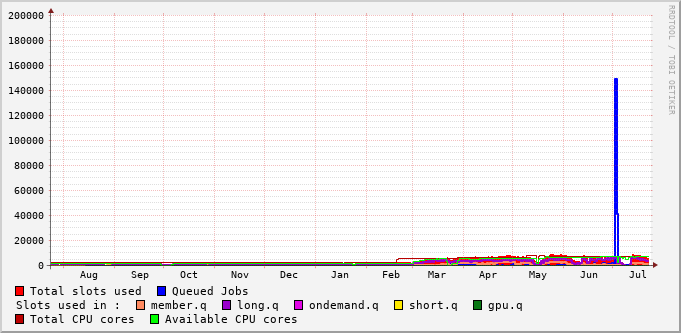 200000
180000
160000
140000
120000
100000
80000
60000
40000
20000
0
Aug Sep Oct Nov Dec Jan Feb Mar Apr May Jun Jul
Total slots used Queued Jobs
Slots used in : member.q long.q ondemand.q short.q gpu.q
Total CPU cores Available CPU cores
RRDTOOL / TOBI OETIKER